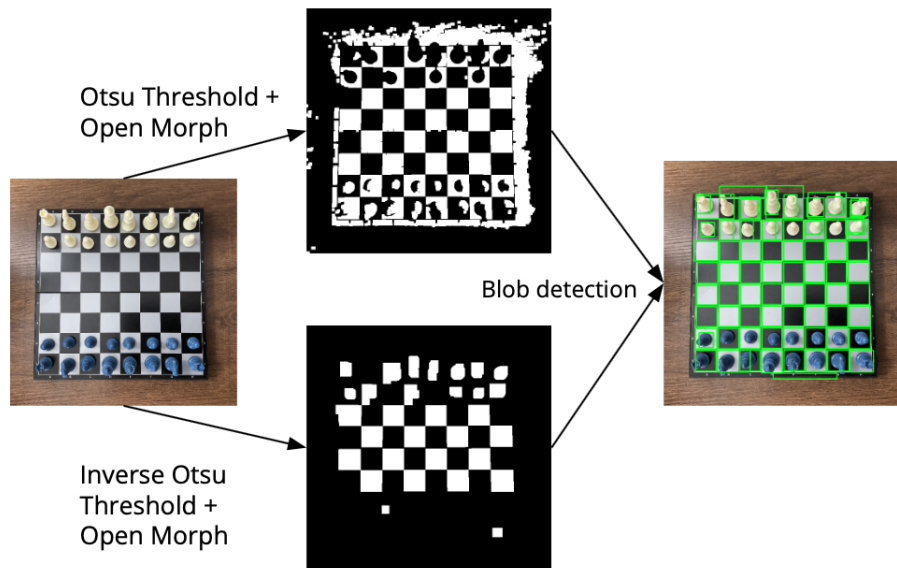 Otsu Threshold +
Open Morph
Blob detection
Inverse Otsu
Threshold +
Open Morph